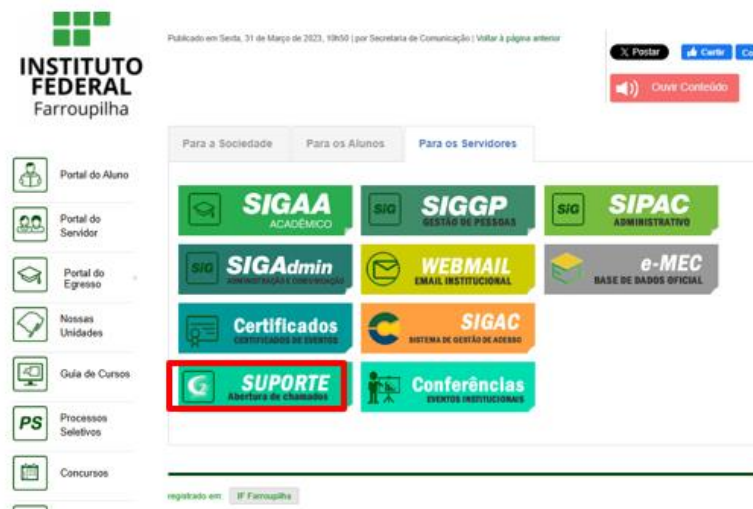 INSTITUTO
FEDERAL
Farroupilha
Portal do Aluno
Portal do
Servidor
Portal do
Egresso
Nossas
Unidades
Guia de Cursos
PS
Processos
Seletivos
Concursos
Publicado em Sexta, 31 de Março de 2023, 10h50 | por Secretaria de Comunicação | Voltar à página anterior
X Postar
Curtir
Co
Ouvir Conteúdo
Para a Sociedade
Para os Alunos
Para os Servidores
SIGAA
ACADÊMICO
SIG
SIGGP
GESTÃO DE PESSOAS
SIG
SIPAC
ADMINISTRATIVO
SIG
SIGAdmin
ADMINISTRAÇÃO E COMUNICAÇÃO
WEBMAIL
EMAIL INSTITUCIONAL
e-MEC
BASE DE DADOS OFICIAL
Certificados
CERTIFICADOS DE EVENTOS
SIGAC
SISTEMA DE GESTÃO DE ACESSO
SUPORTE
Abertura de chamados
Conferências
EVENTOS INSTITUCIONAIS
registrado em:
IF Farroupilha